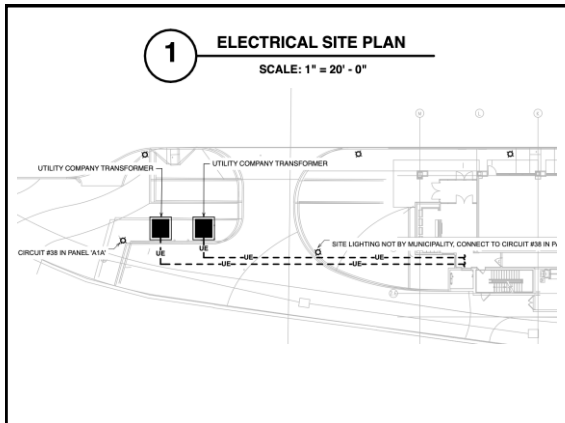 1
ELECTRICAL SITE PLAN
SCALE: 1" = 20' - 0"
UTILITY COMPANY TRANSFORMER
UTILITY COMPANY TRANSFORMER
CIRCUIT #38 IN PANEL 'A1A'
SITE LIGHTING NOT BY MUNICIPALITY, CONNECT TO CIRCUIT #38 IN
UE
UE
UE
UE
UE
UE